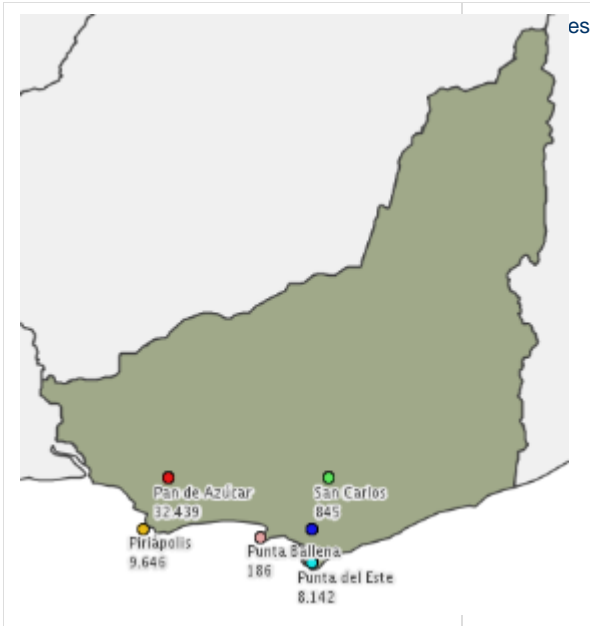 es
Pan de Azúcar
32.439
San Carlos
845
Piriápolis
9.646
Punta Ballena
186
Punta del Este
8.142